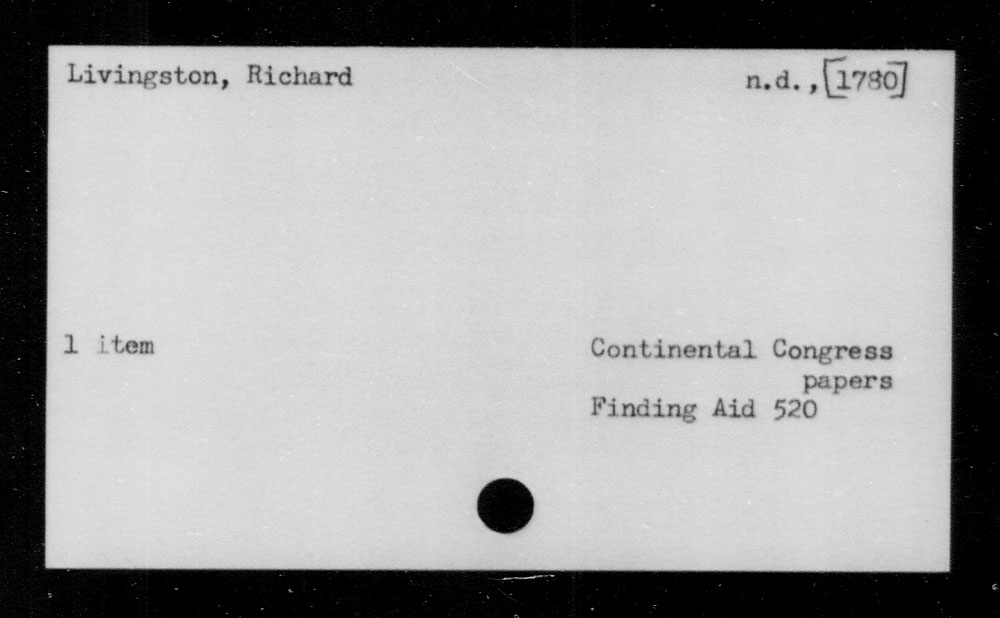 Livingston, Richard n.d.,[1780]
1 item
Continental Congress
papers
Finding Aid 520